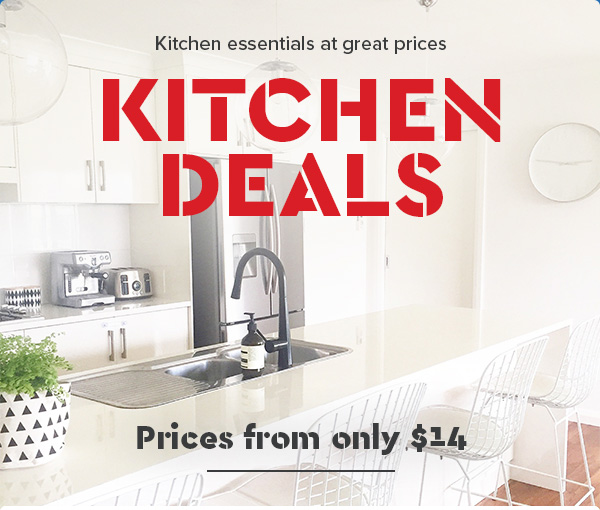 Kitchen essentials at great prices
KITCHEN
DEALS
Prices from only $14